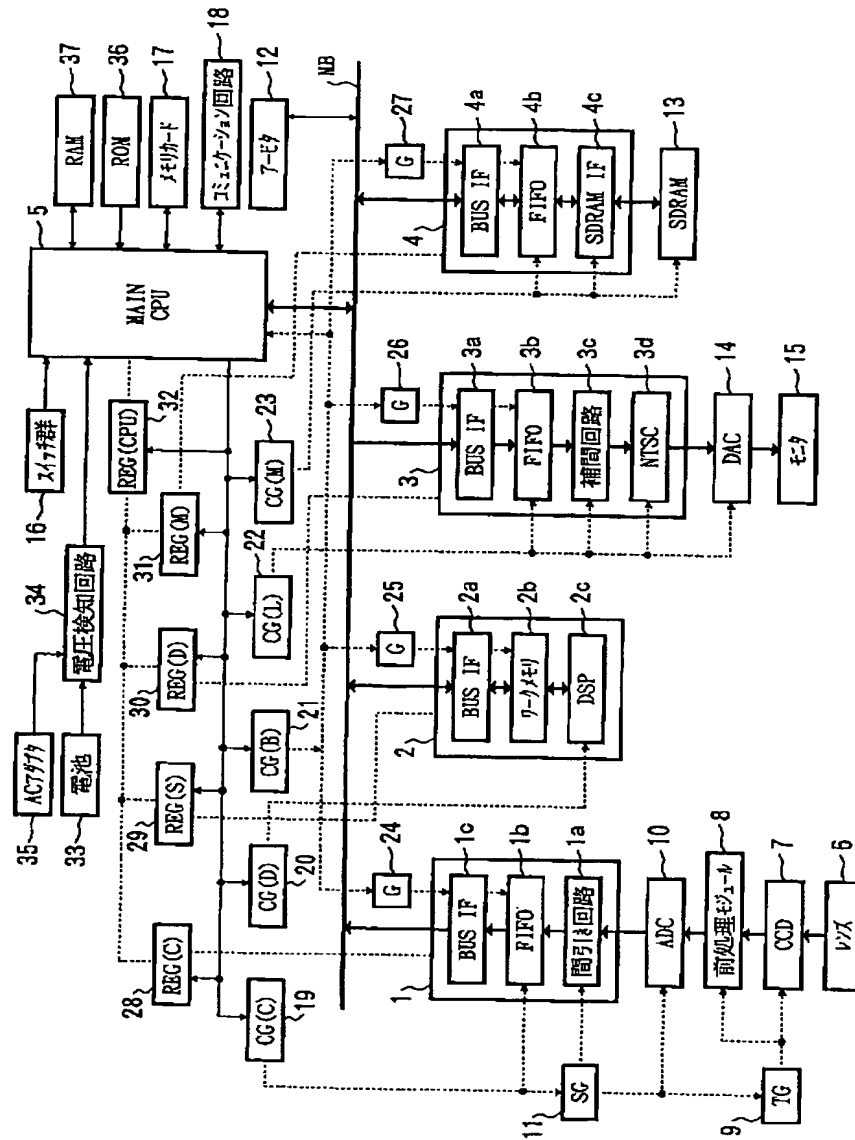 37
RAM
36
ROM
17
メモリカード
18
コミュニケーション回路
12
アービタ
MB
5
MAIN
CPU
16
スイッチ群
34
電圧検知回路
35
ACアダプタ
33
電池
32
REG(CPU)
31
REG(M)
30
REG(D)
29
REG(S)
28
REG(C)
23
CG(M)
22
CG(L)
21
CG(B)
20
CG(D)
19
CG(C)
27
G
4
4a
BUS IF
4b
FIFO
4c
SDRAM IF
13
SDRAM
26
G
3
3a
BUS IF
3b
FIFO
3c
補間回路
3d
NTSC
14
DAC
15
モニタ
25
G
2
2a
BUS IF
2b
ワークメモリ
2c
DSP
24
G
1
1c
BUS IF
1b
FIFO
1a
間引き回路
10
ADC
8
前処理モジュール
7
CCD
6
レンズ
11
SG
9
TG